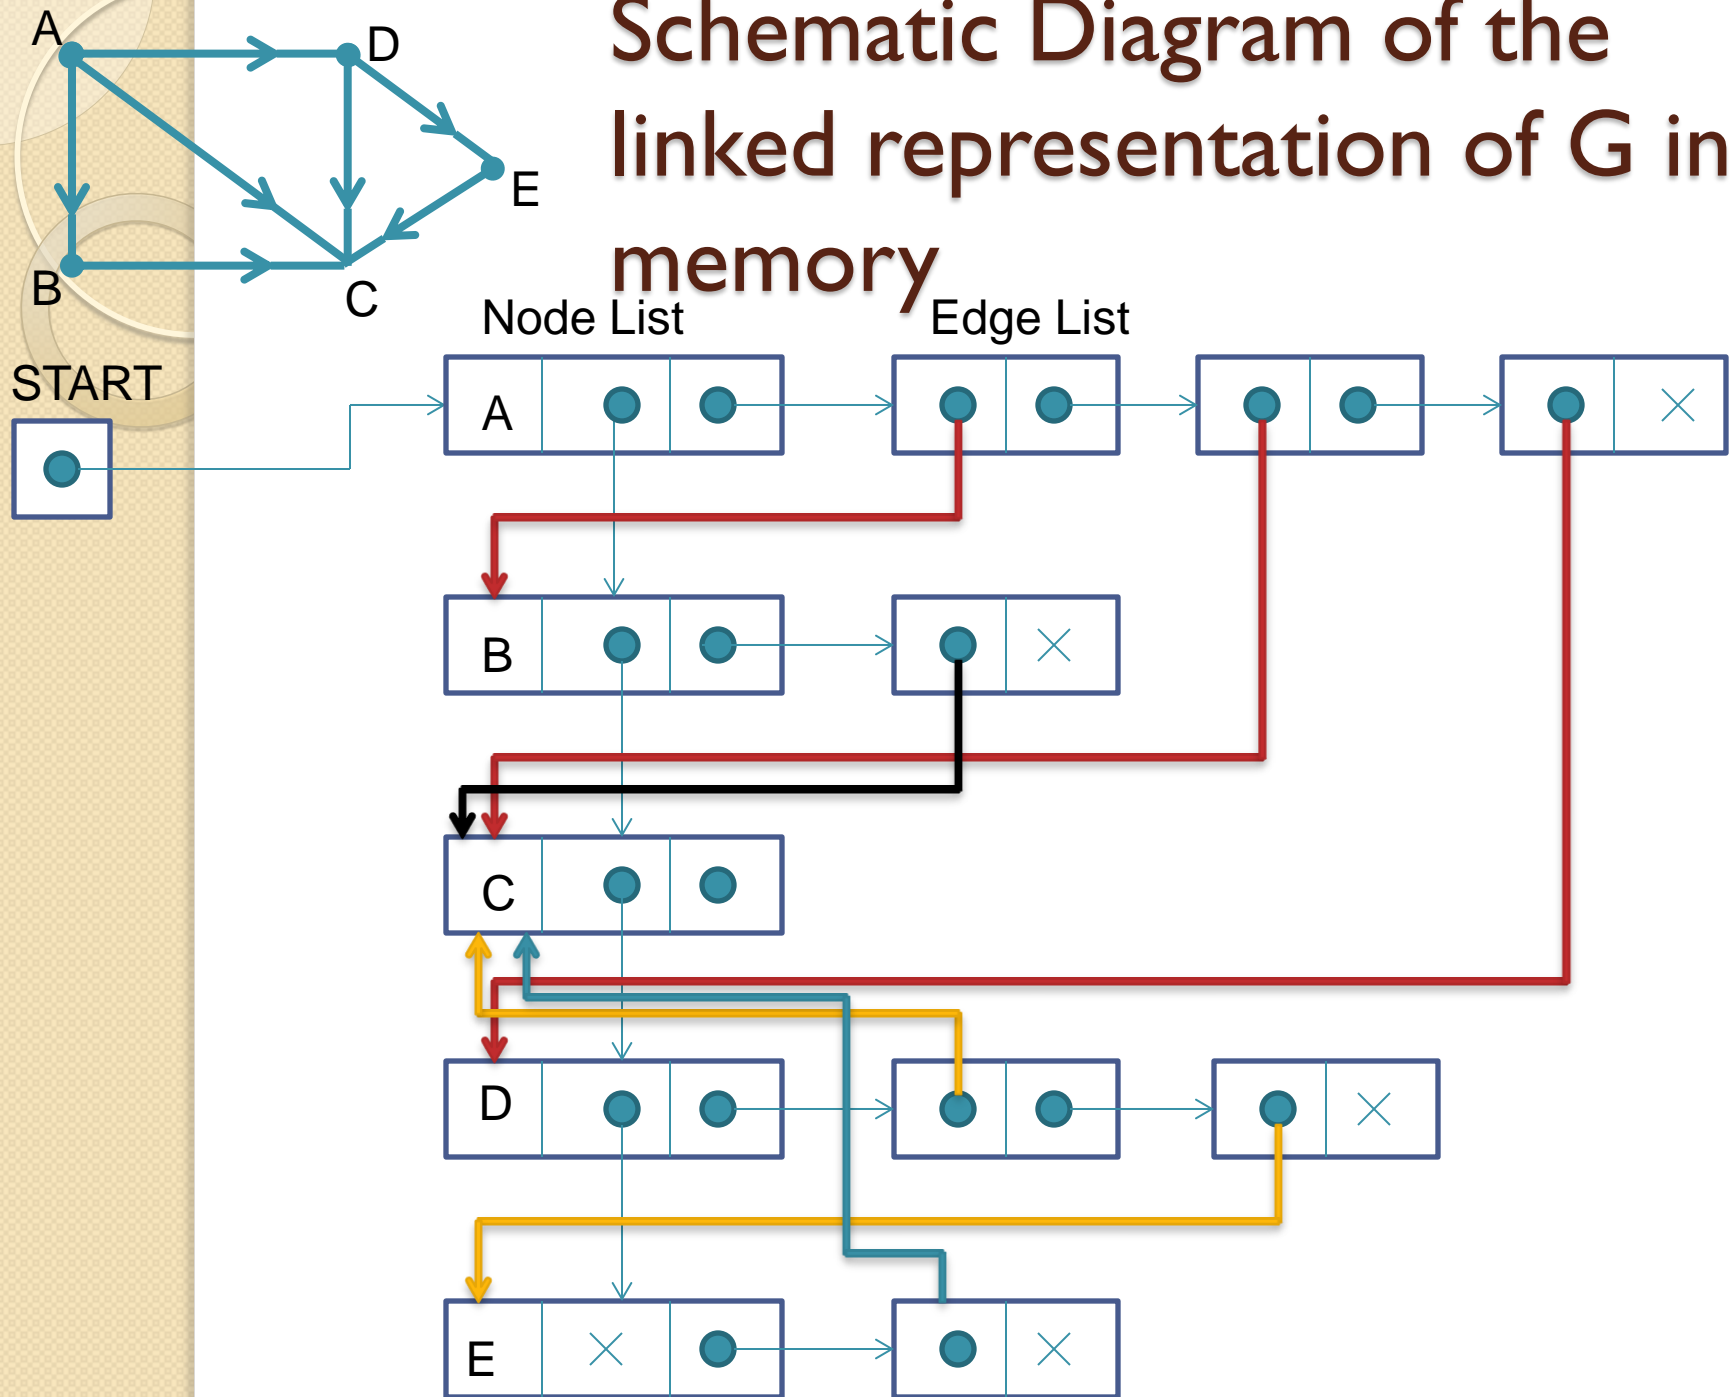 Schematic Diagram of the
linked representation of G in
memory
A
D
E
B
C
Node List
Edge List
START
A
B
C
D
E